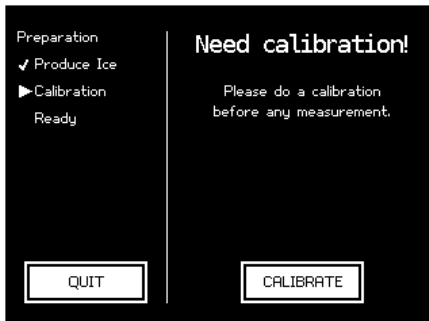 Preparation
✓ Produce Ice
▶Calibration
Ready
QUIT
Need calibration!
Please do a calibration
before any measurement.
CALIBRATE